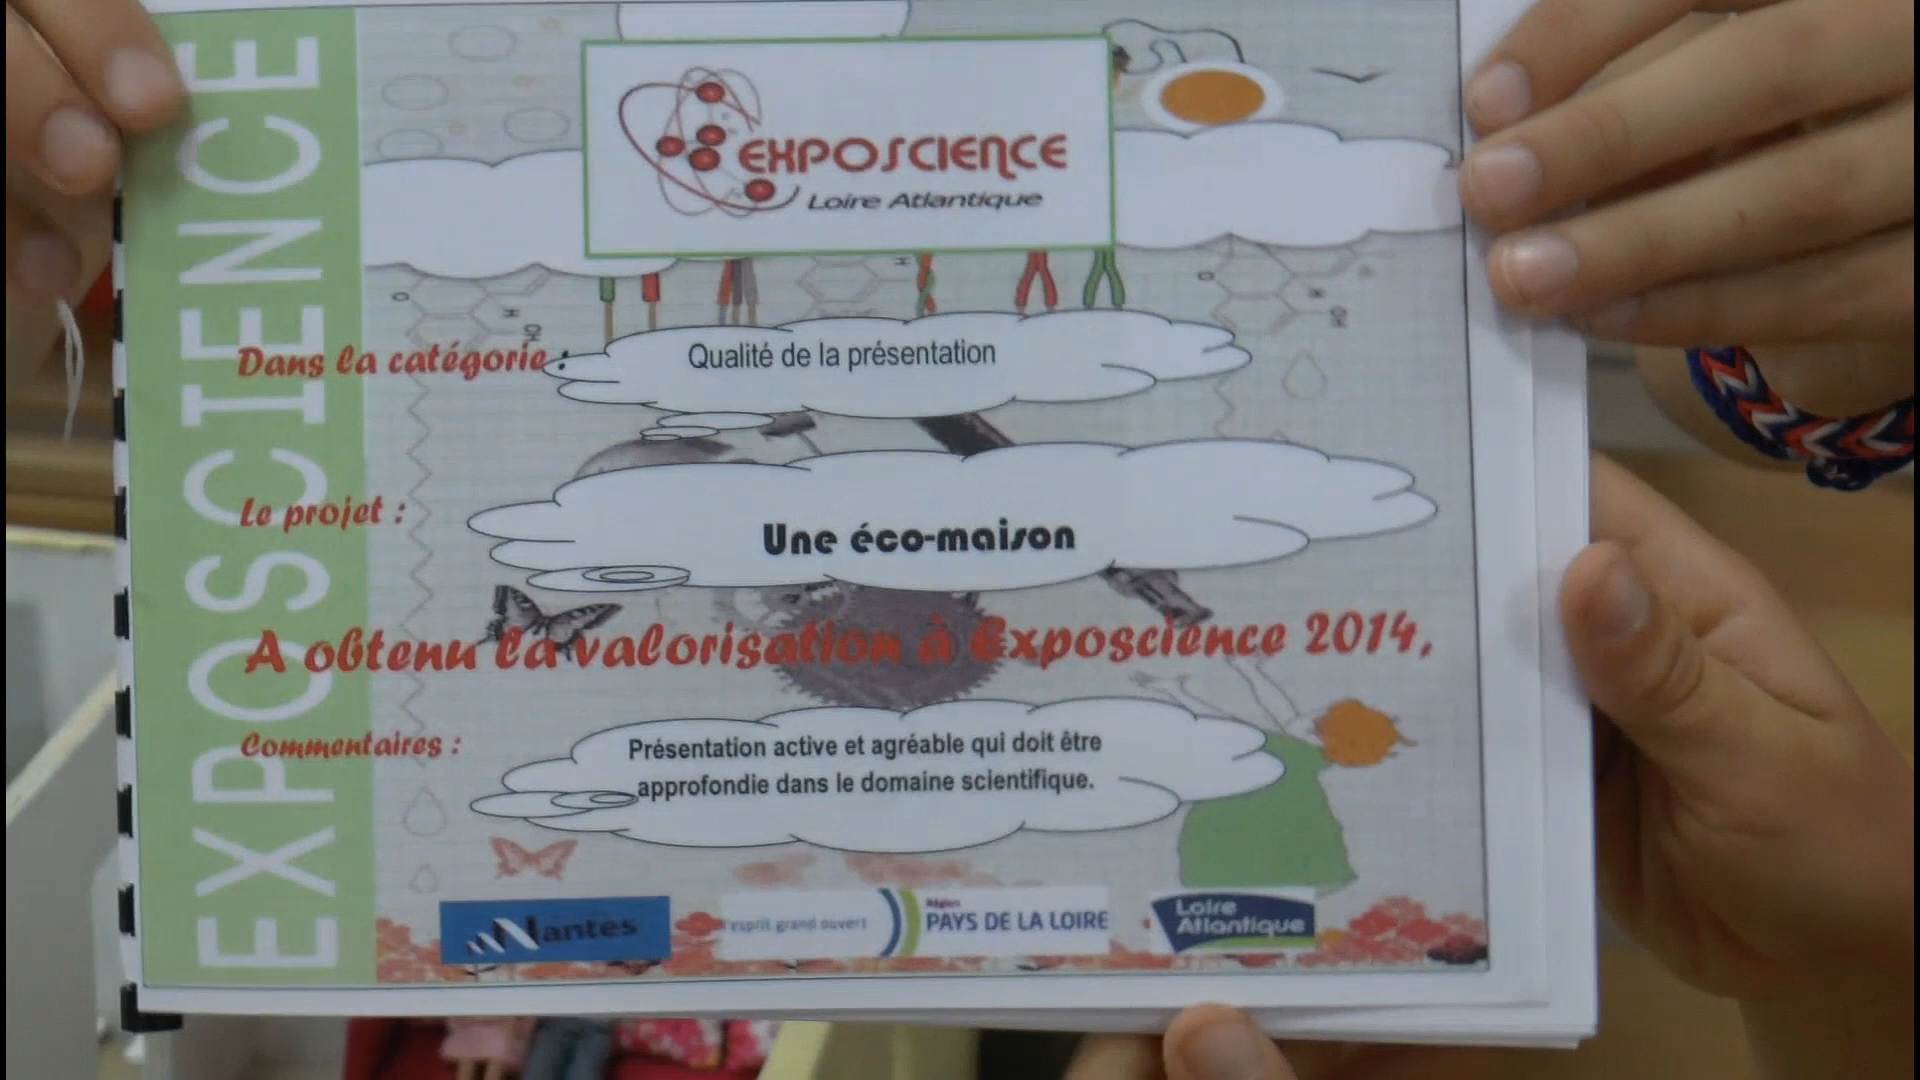 EXPOSCIENCE
EXPOSCIENCE
Loire Atlantique
Dans la catégorie :
Qualité de la présentation
Le projet :
Une éco-maison
A obtenu la valorisation à Exposcience 2014,
Commentaires :
Présentation active et agréable qui doit être
approfondie dans le domaine scientifique.
Nantes
l'esprit grand ouvert
Région
PAYS DE LA LOIRE
Loire
Atlantique